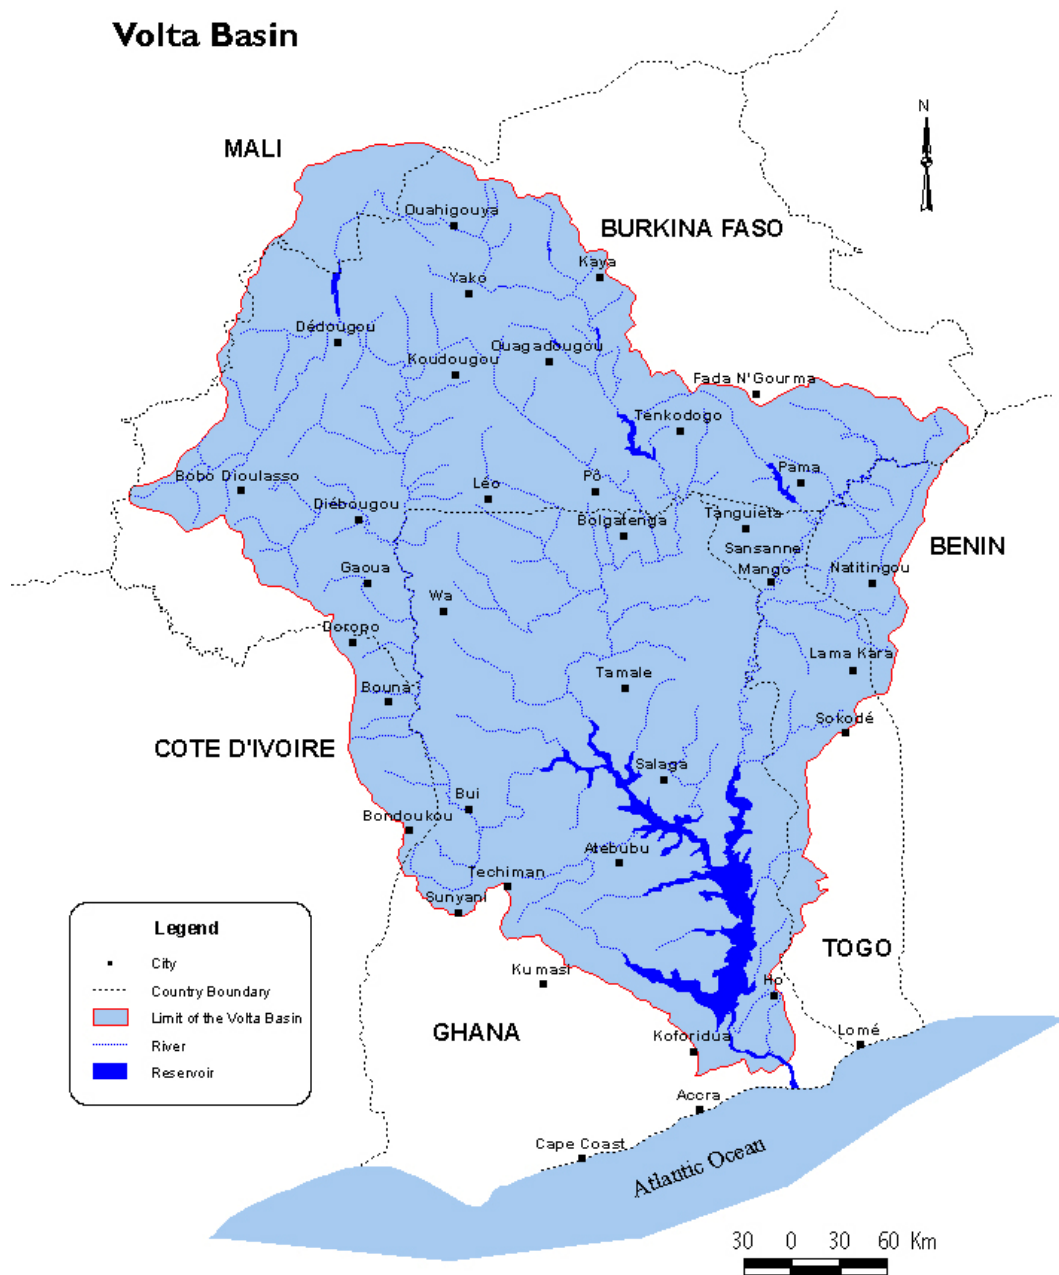 Volta Basin
N
MALI
Ouahigouya
BURKINA FASO
Kaya
Yako
Dédougou
Ouagadougou
Koudougou
Fada N'Gourma
Tenkodogo
Bobo Dioulasso
Léo
Pô
Pama
Diébougou
Bolgatenga
Tanguiéta
BENIN
Sansanne
Mango
Gaoua
Natitingou
Wa
Doropo
Lama Kara
Bouna
Tamale
Sokodé
COTE D'IVOIRE
Salaga
Bui
Bondoukou
Atebubu
Techiman
Sunyani
Legend
City
Country Boundary
Limit of the Volta Basin
River
Reservoir
TOGO
Kumasi
Ho
GHANA
Koforidua
Lomé
Accra
Cape Coast
Atlantic Ocean
30 0 30 60 Km